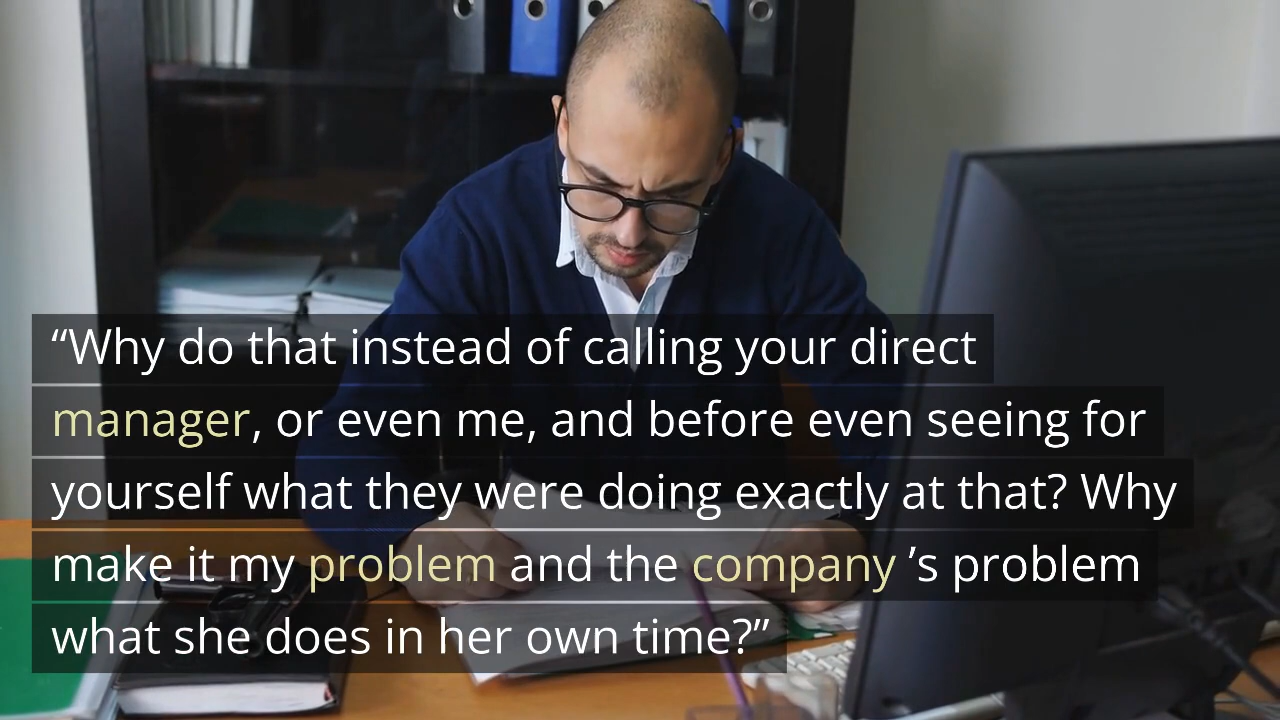 “Why do that instead of calling your direct
manager, or even me, and before even seeing for
yourself what they were doing exactly at that? Why
make it my problem and the company ’s problem
what she does in her own time?”